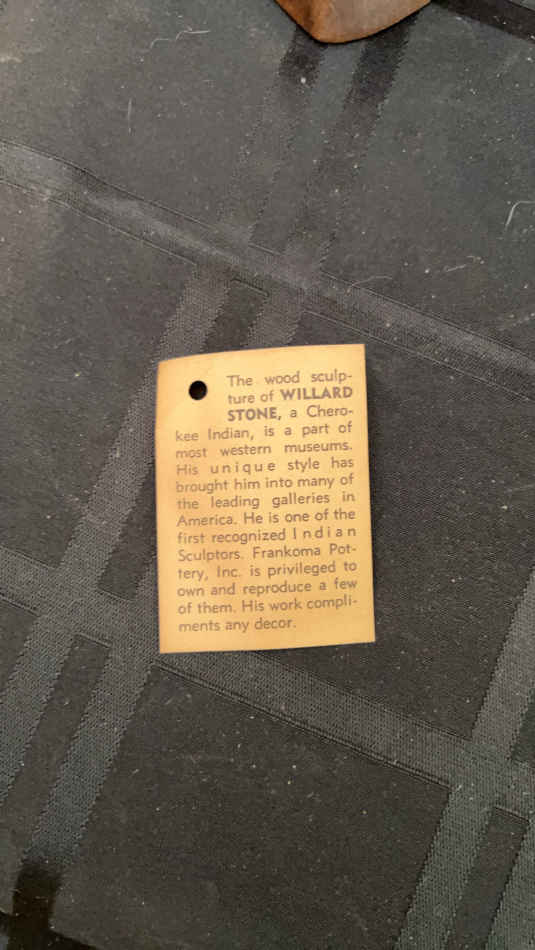 The wood sculp-
ture of WILLARD
STONE, a Chero-
kee Indian, is a part of
most western museums.
His unique style has
brought him into many of
the leading galleries in
America. He is one of the
first recognized Indian
Sculptors. Frankoma Pot-
tery, Inc. is privileged to
own and reproduce a few
of them. His work compli-
ments any decor.